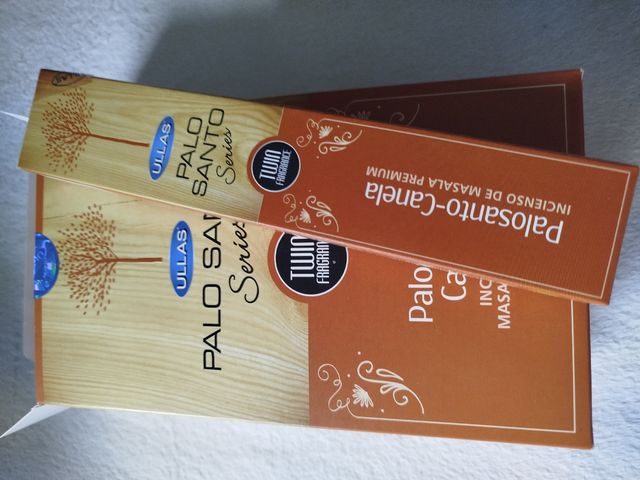 ULLAS
PALO
SANTO
Series
TWIN
FRAGRANCE
Palosanto-Canela
INCIENSO DE MASALA PREMIUM
ULLAS
PALO SA
Series
TWIN
FRAGRANCE
Palo
Ca
INC
MASA